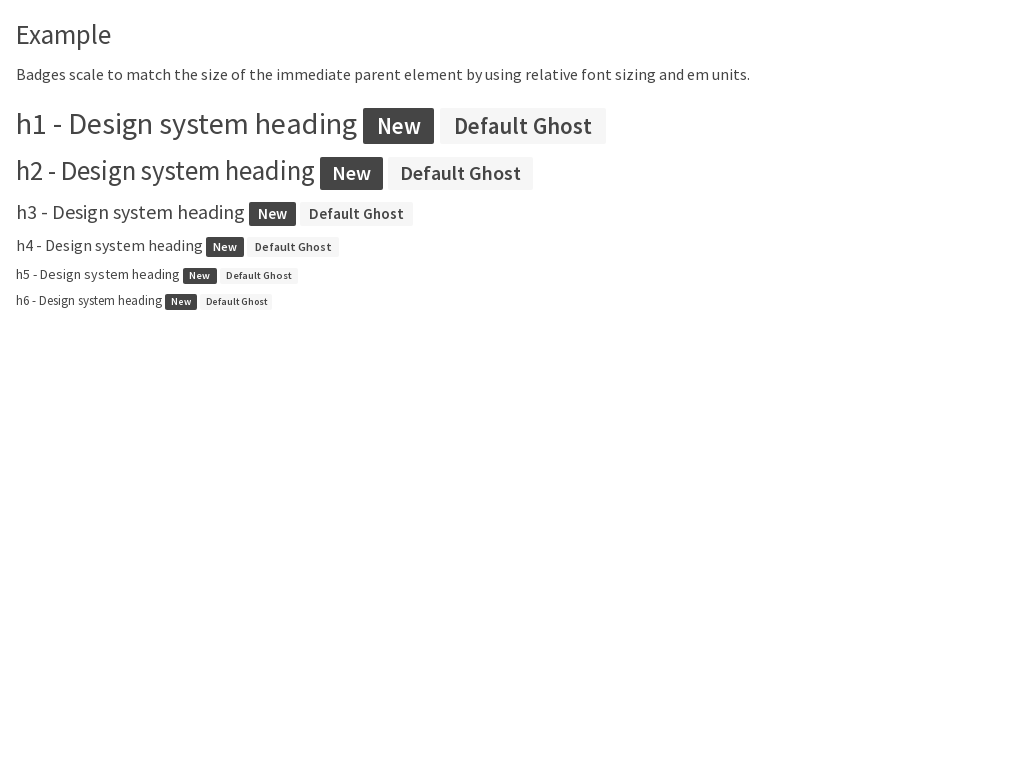 Example
Badges scale to match the size of the immediate parent element by using relative font sizing and em units.
h1 - Design system heading New Default Ghost
h2 - Design system heading New Default Ghost
h3 - Design system heading New Default Ghost
h4 - Design system heading New Default Ghost
h5 - Design system heading New Default Ghost
h6 - Design system heading New Default Ghost